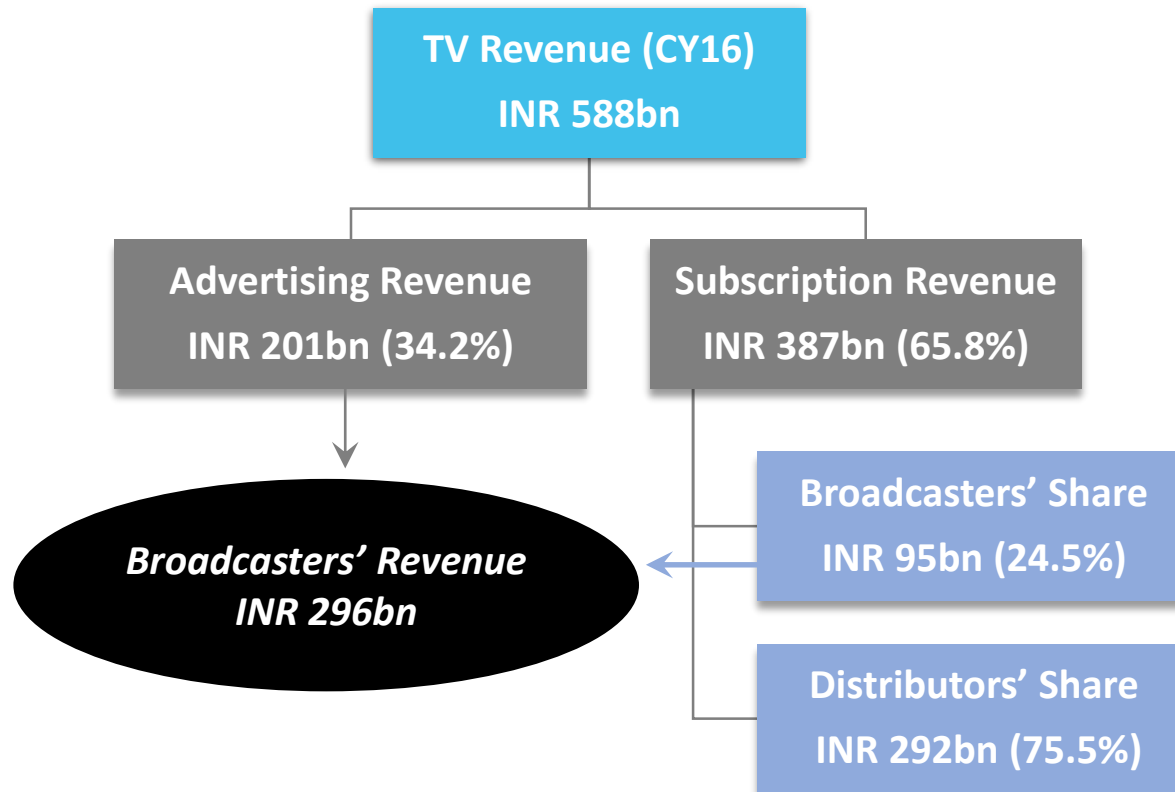 TV Revenue (CY16)
INR 588bn
Advertising Revenue
INR 201bn (34.2%)
Subscription Revenue
INR 387bn (65.8%)
Broadcasters’ Share
INR 95bn (24.5%)
Broadcasters’ Revenue
INR 296bn
Distributors’ Share
INR 292bn (75.5%)